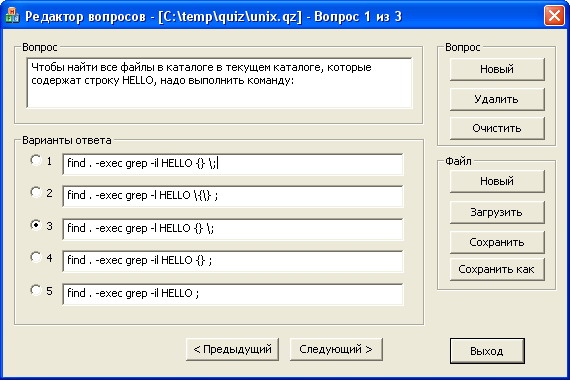 Редактор вопросов - [C:\temp\quiz\unix.qz] - Вопрос 1 из 3
Вопрос
Чтобы найти все файлы в каталоге в текущем каталоге, которые
содержат строку HELLO, надо выполнить команду:
Варианты ответа
1 find . -exec grep -il HELLO {} \;
2 find . -exec grep -l HELLO \{\} ;
3 find . -exec grep -l HELLO {} \;
4 find . -exec grep -il HELLO {} ;
5 find . -exec grep -il HELLO ;
< Предыдущий
Следующий >
Вопрос
Новый
Удалить
Очистить
Файл
Новый
Загрузить
Сохранить
Сохранить как
Выход